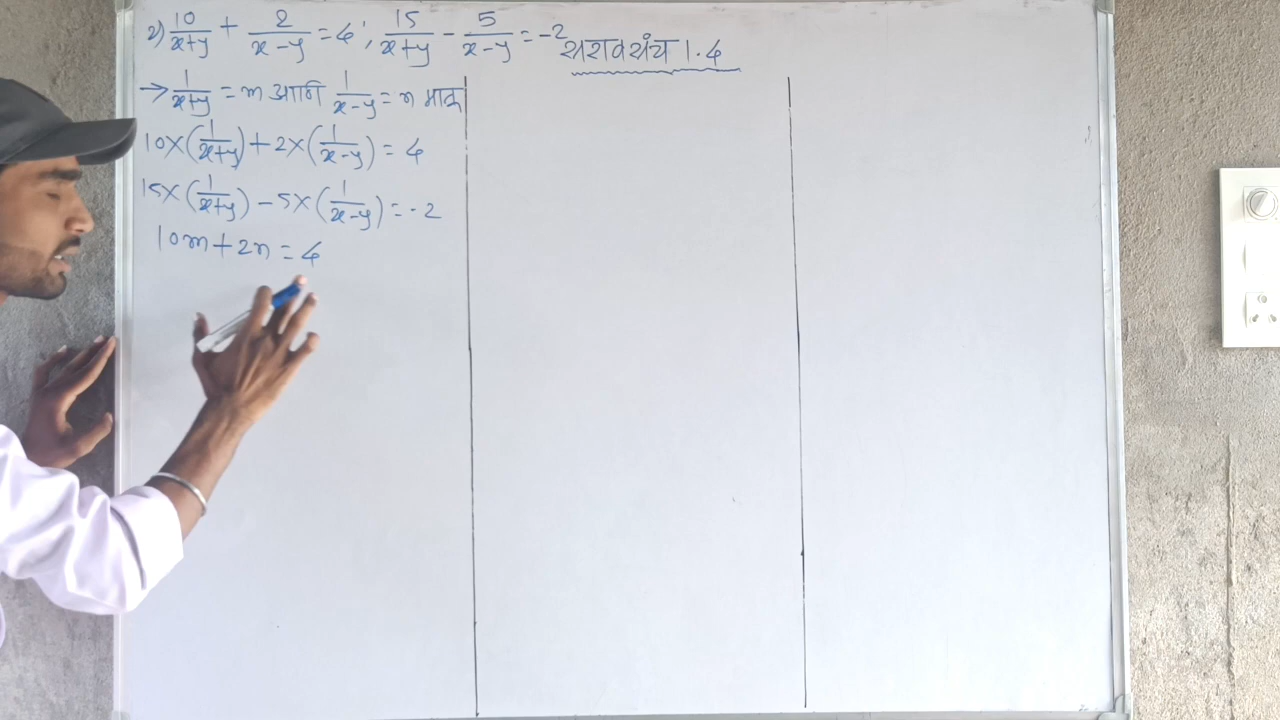 २) 10/x+y + 2/x-y = 4 ; 15/x+y - 5/x-y = -2
सरावसंच 1.4
→ 1/x+y = m आणि 1/x-y = n मानू
10×(1/x+y) + 2×(1/x-y) = 4
15×(1/x+y) - 5×(1/x-y) = -2
10m + 2n = 4